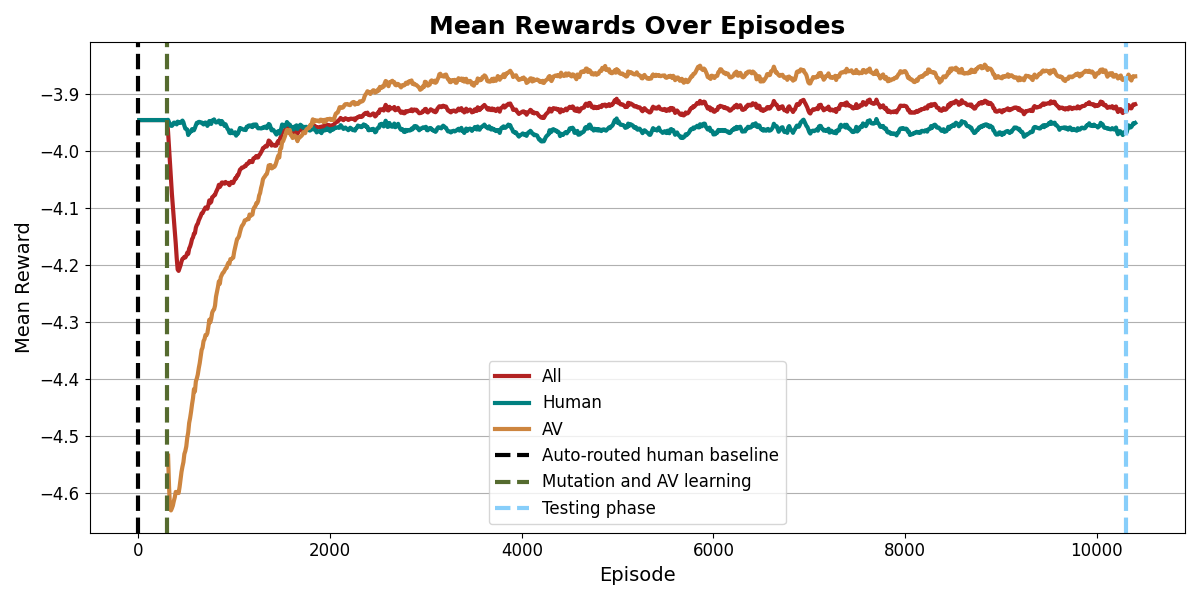 Mean Rewards Over Episodes
Mean Reward
−3.9
−4.0
−4.1
−4.2
−4.3
−4.4
−4.5
−4.6
All
Human
AV
Auto-routed human baseline
Mutation and AV learning
Testing phase
0 2000 4000 6000 8000 10000
Episode